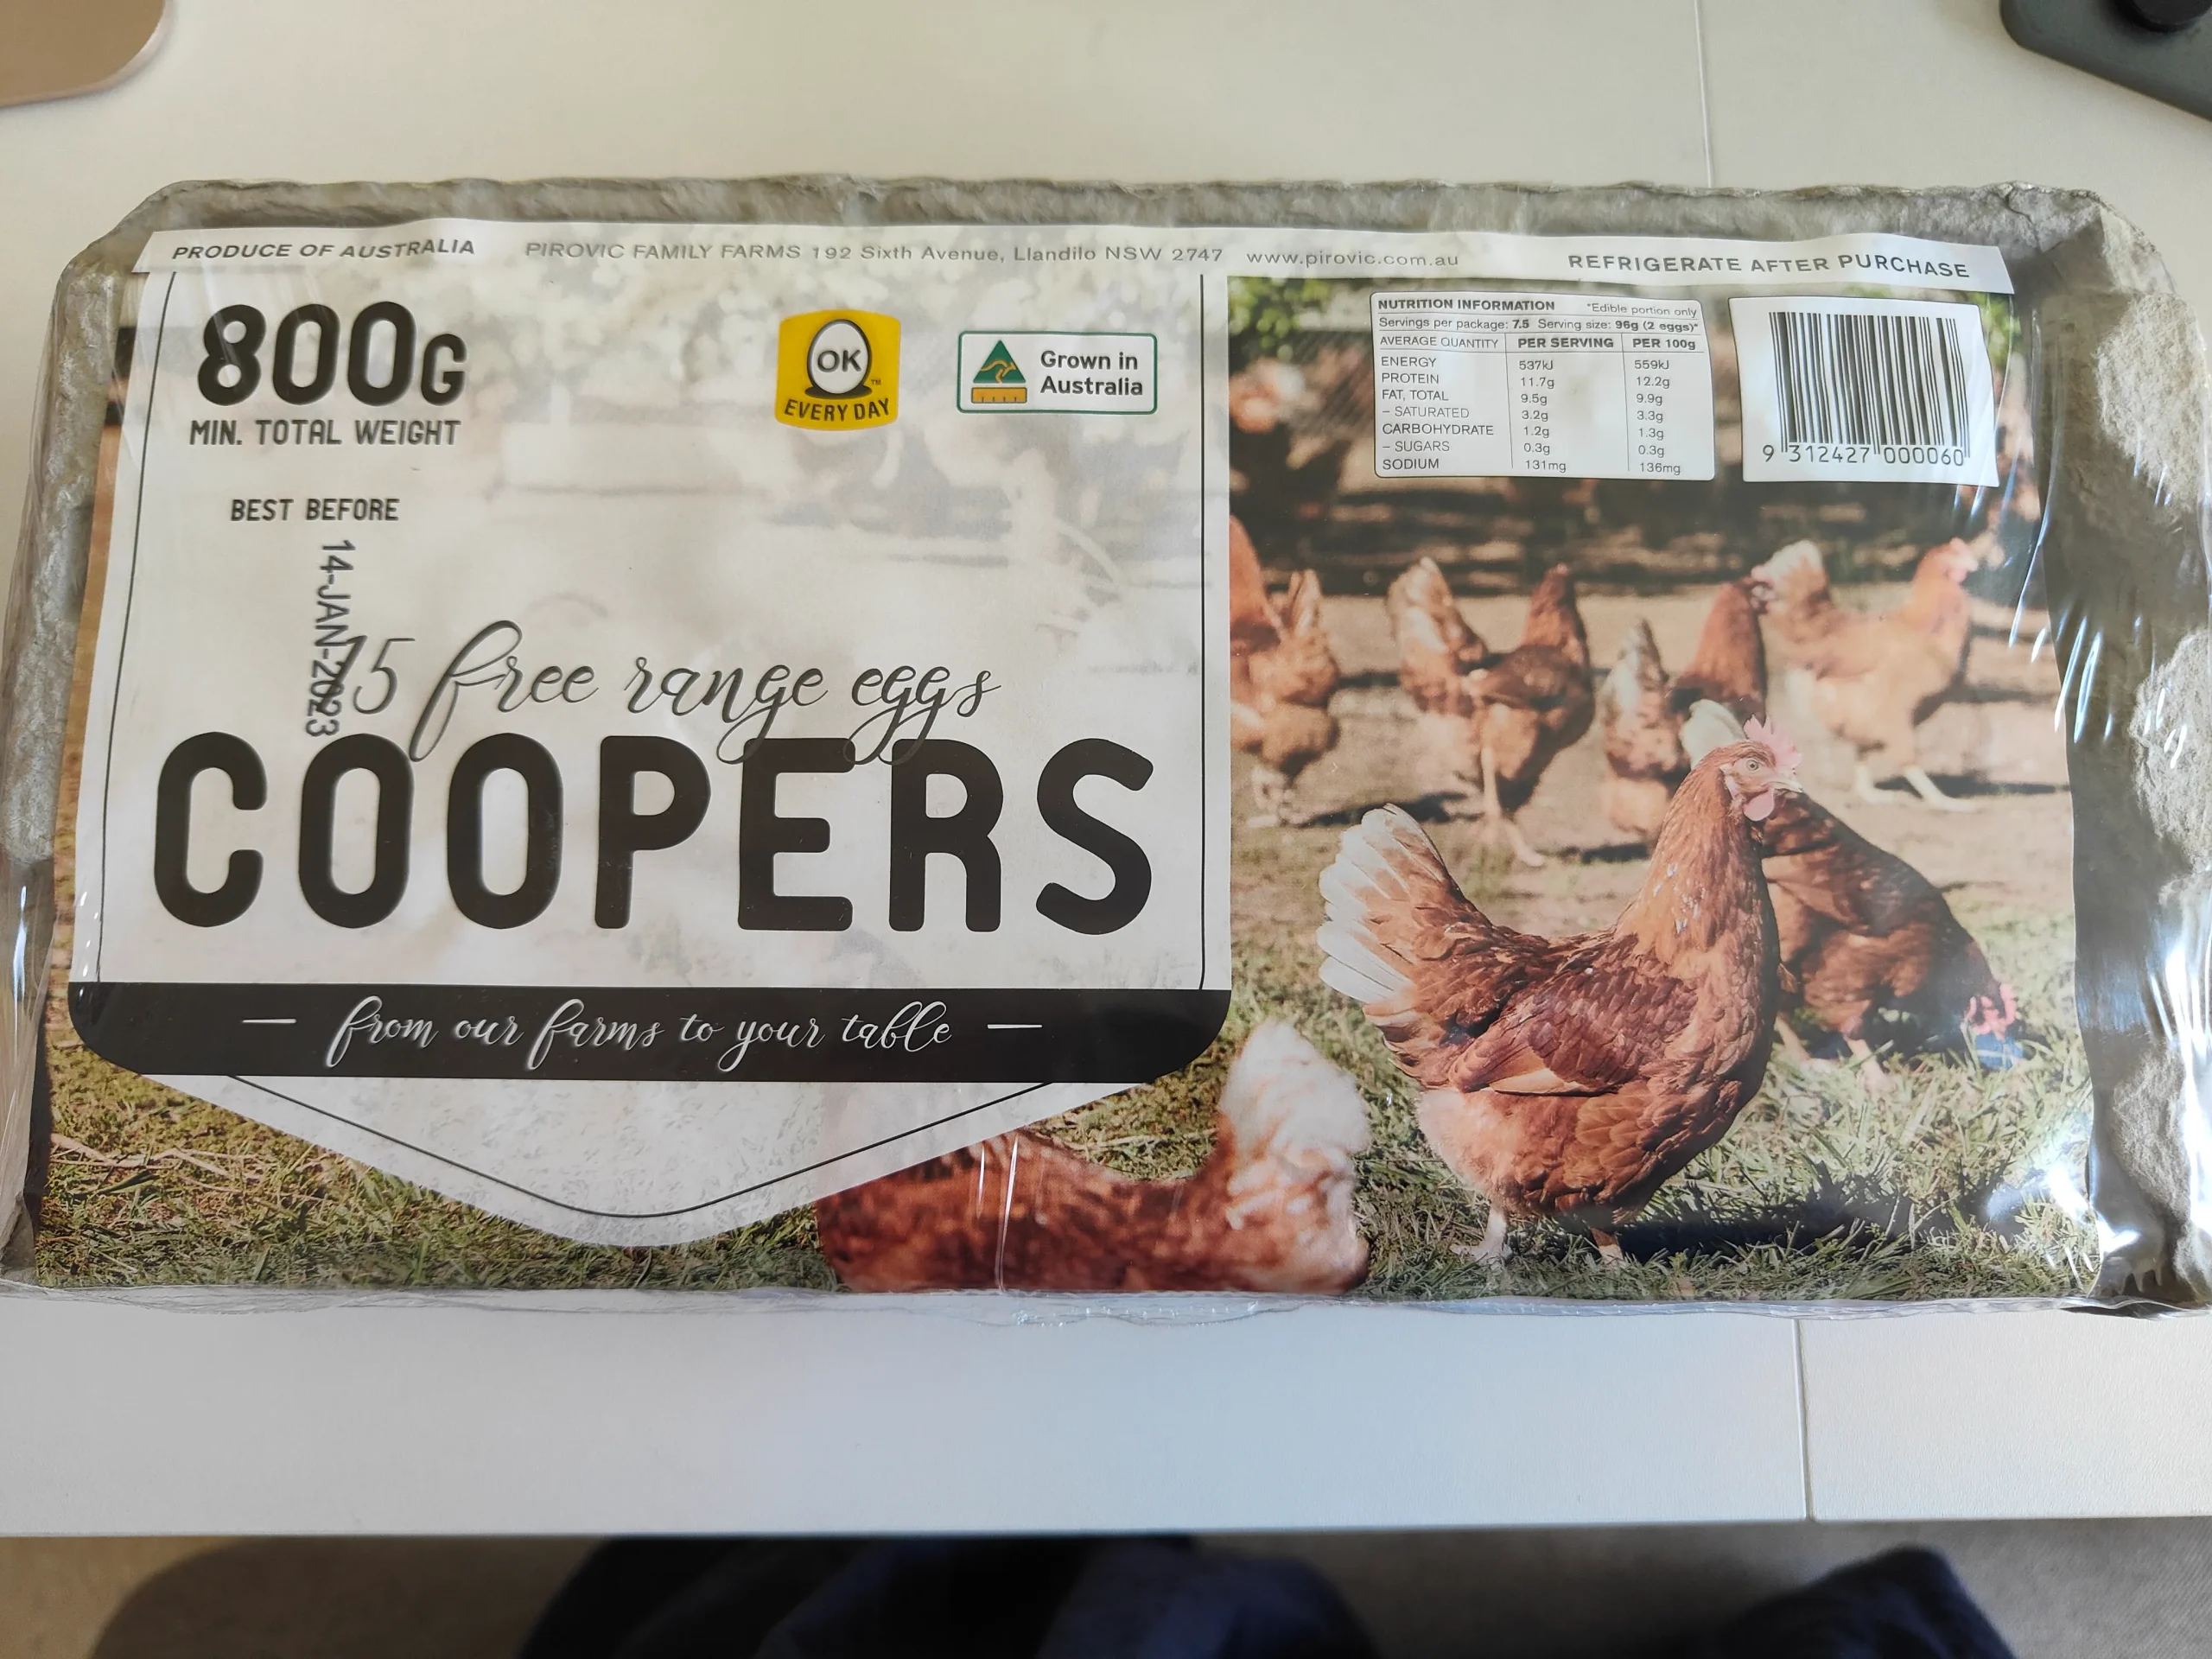 PRODUCE OF AUSTRALIA PIROVIC FAMILY FARMS 192 Sixth Avenue, Llandilo NSW 2747 www.pirovic.com.au REFRIGERATE AFTER PURCHASE
800G
MIN. TOTAL WEIGHT
BEST BEFORE
14-JAN-2023
OK
TM
EVERY DAY
Grown in
Australia
15 free range eggs
COOPERS
— from our farms to your table —
NUTRITION INFORMATION *Edible portion only
Servings per package: 7.5 Serving size: 96g (2 eggs)*
AVERAGE QUANTITY PER SERVING PER 100g
ENERGY 537kJ 559kJ
PROTEIN 11.7g 12.2g
FAT, TOTAL 9.5g 9.9g
– SATURATED 3.2g 3.3g
CARBOHYDRATE 1.2g 1.3g
– SUGARS 0.3g 0.3g
SODIUM 131mg 136mg
9 312427 000060